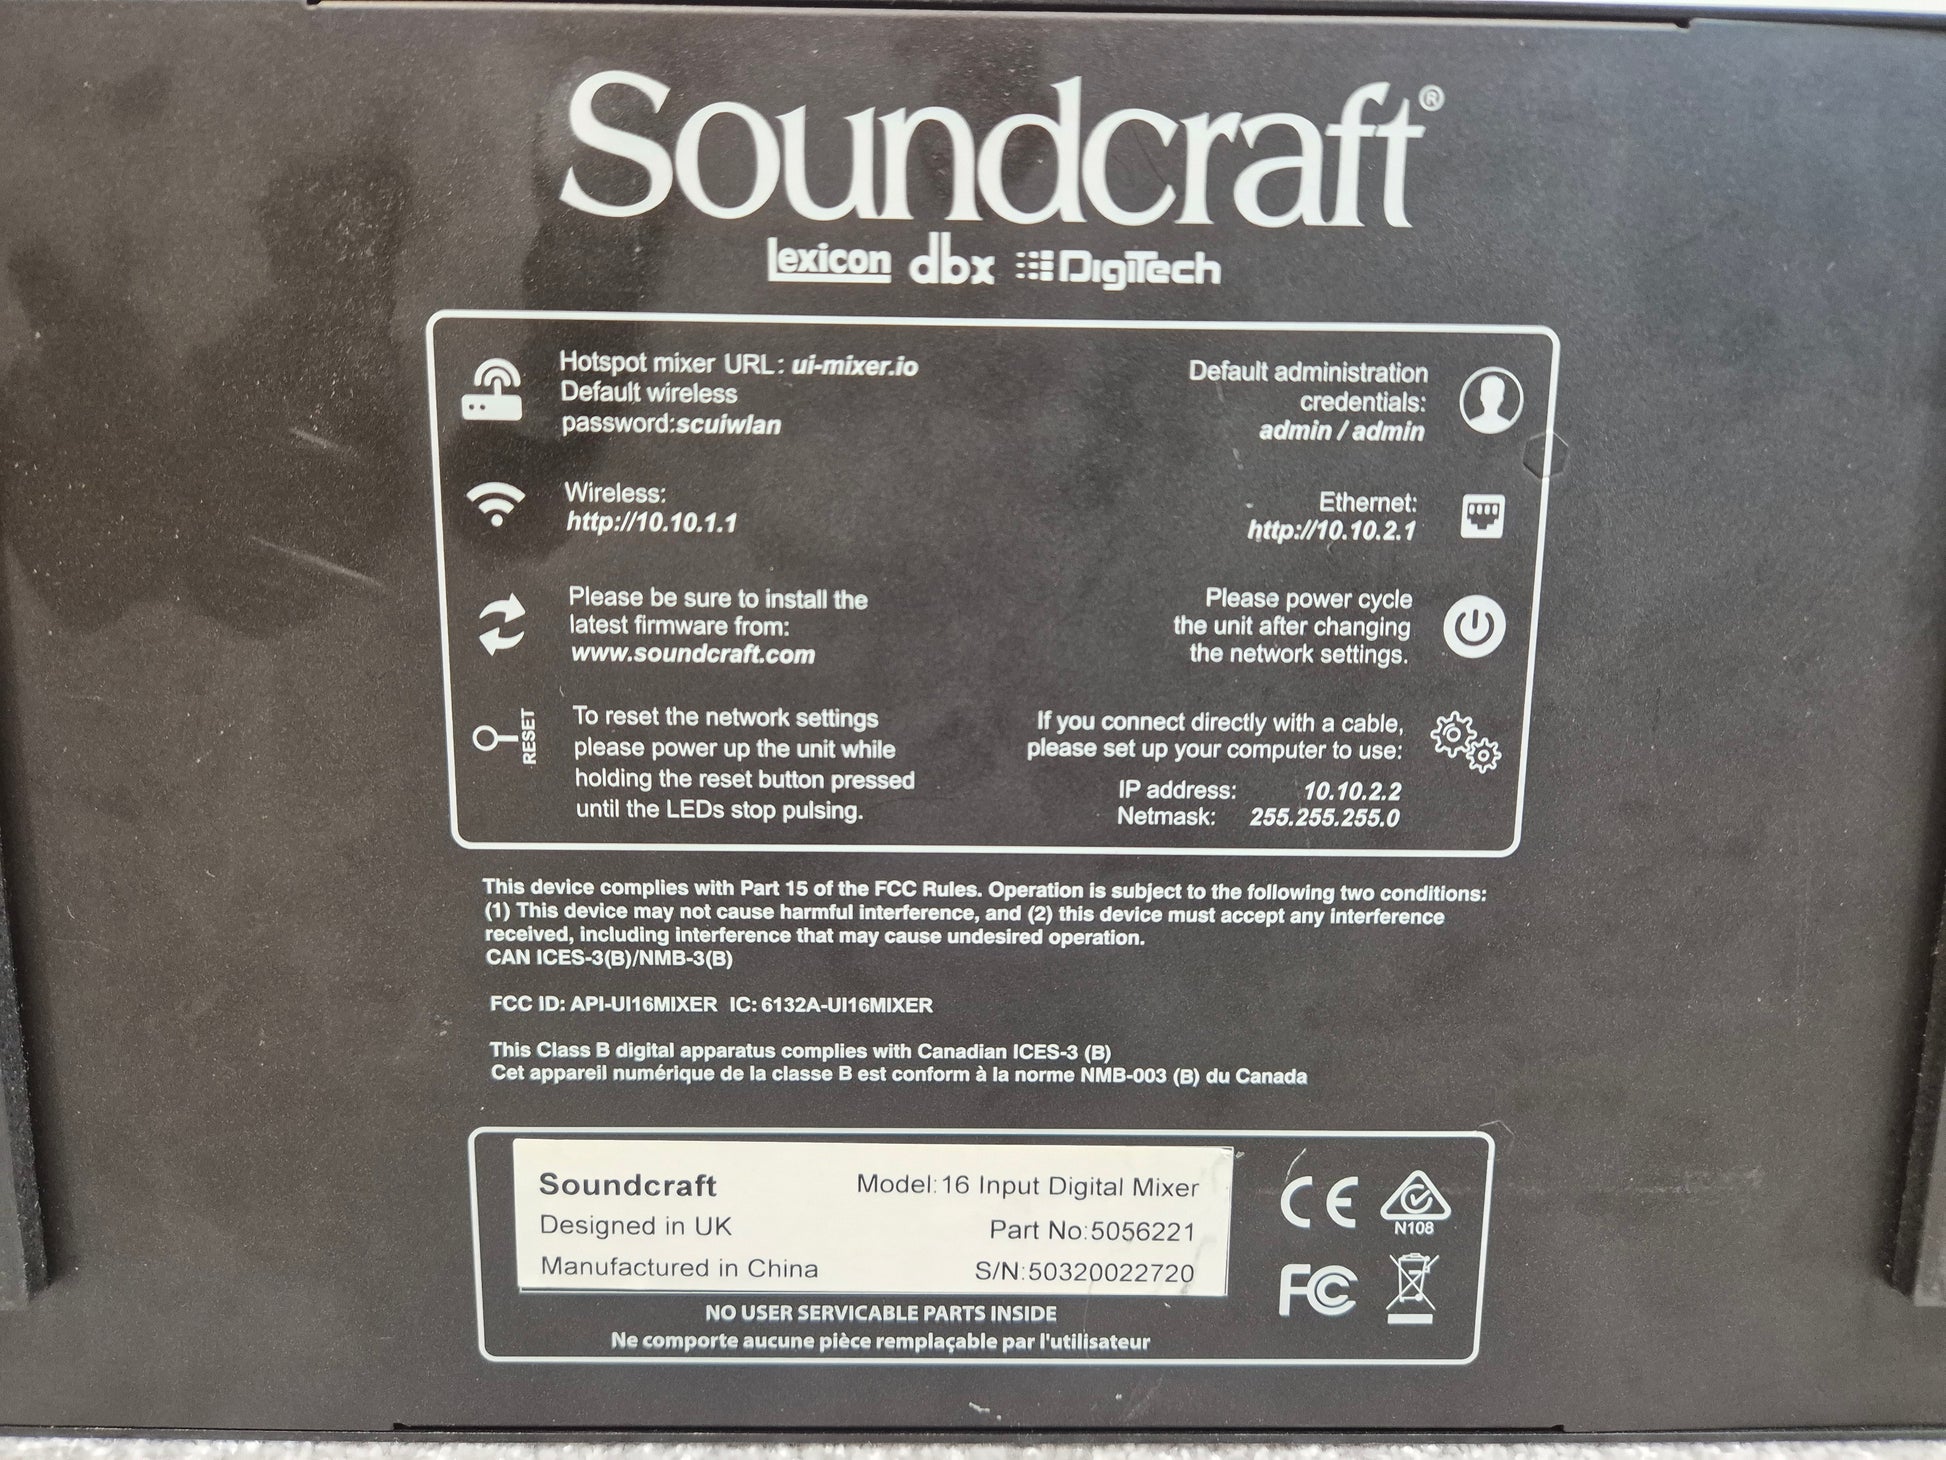 Soundcraft®
lexicon dbx DigiTech
Hotspot mixer URL: ui-mixer.io
Default wireless
password:scuiwlan
Default administration
credentials:
admin / admin
Wireless:
http://10.10.1.1
Ethernet:
http://10.10.2.1
Please be sure to install the
latest firmware from:
www.soundcraft.com
Please power cycle
the unit after changing
the network settings.
RESET
To reset the network settings
please power up the unit while
holding the reset button pressed
until the LEDs stop pulsing.
If you connect directly with a cable,
please set up your computer to use:
IP address: 10.10.2.2
Netmask: 255.255.255.0
This device complies with Part 15 of the FCC Rules. Operation is subject to the following two conditions:
(1) This device may not cause harmful interference, and (2) this device must accept any interference
received, including interference that may cause undesired operation.
CAN ICES-3(B)/NMB-3(B)
FCC ID: API-UI16MIXER IC: 6132A-UI16MIXER
This Class B digital apparatus complies with Canadian ICES-3 (B)
Cet appareil numérique de la classe B est conform à la norme NMB-003 (B) du Canada
Soundcraft
Designed in UK
Manufactured in China
Model:16 Input Digital Mixer
Part No:5056221
S/N:50320022720
CE
N108
FC
NO USER SERVICABLE PARTS INSIDE
Ne comporte aucune pièce remplaçable par l'utilisateur